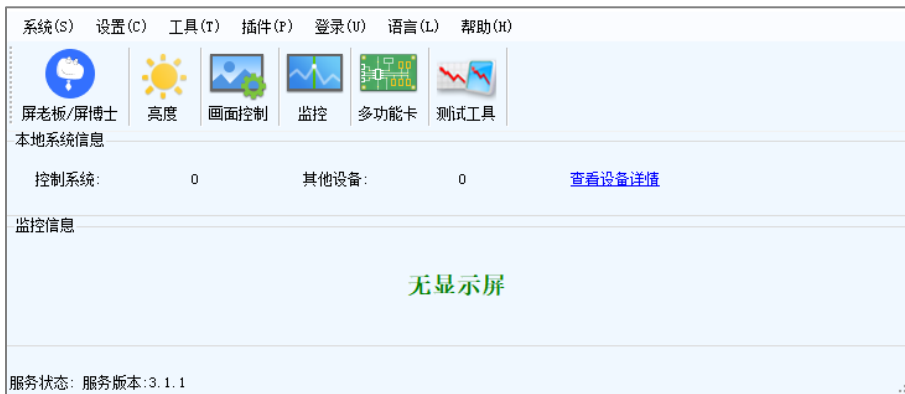 系统(S) 设置(C) 工具(T) 插件(P) 登录(U) 语言(L) 帮助(H)
屏老板/屏博士 亮度 画面控制 监控 多功能卡 测试工具
本地系统信息
控制系统: 0 其他设备: 0 查看设备详情
监控信息
无显示屏
服务状态: 服务版本:3.1.1